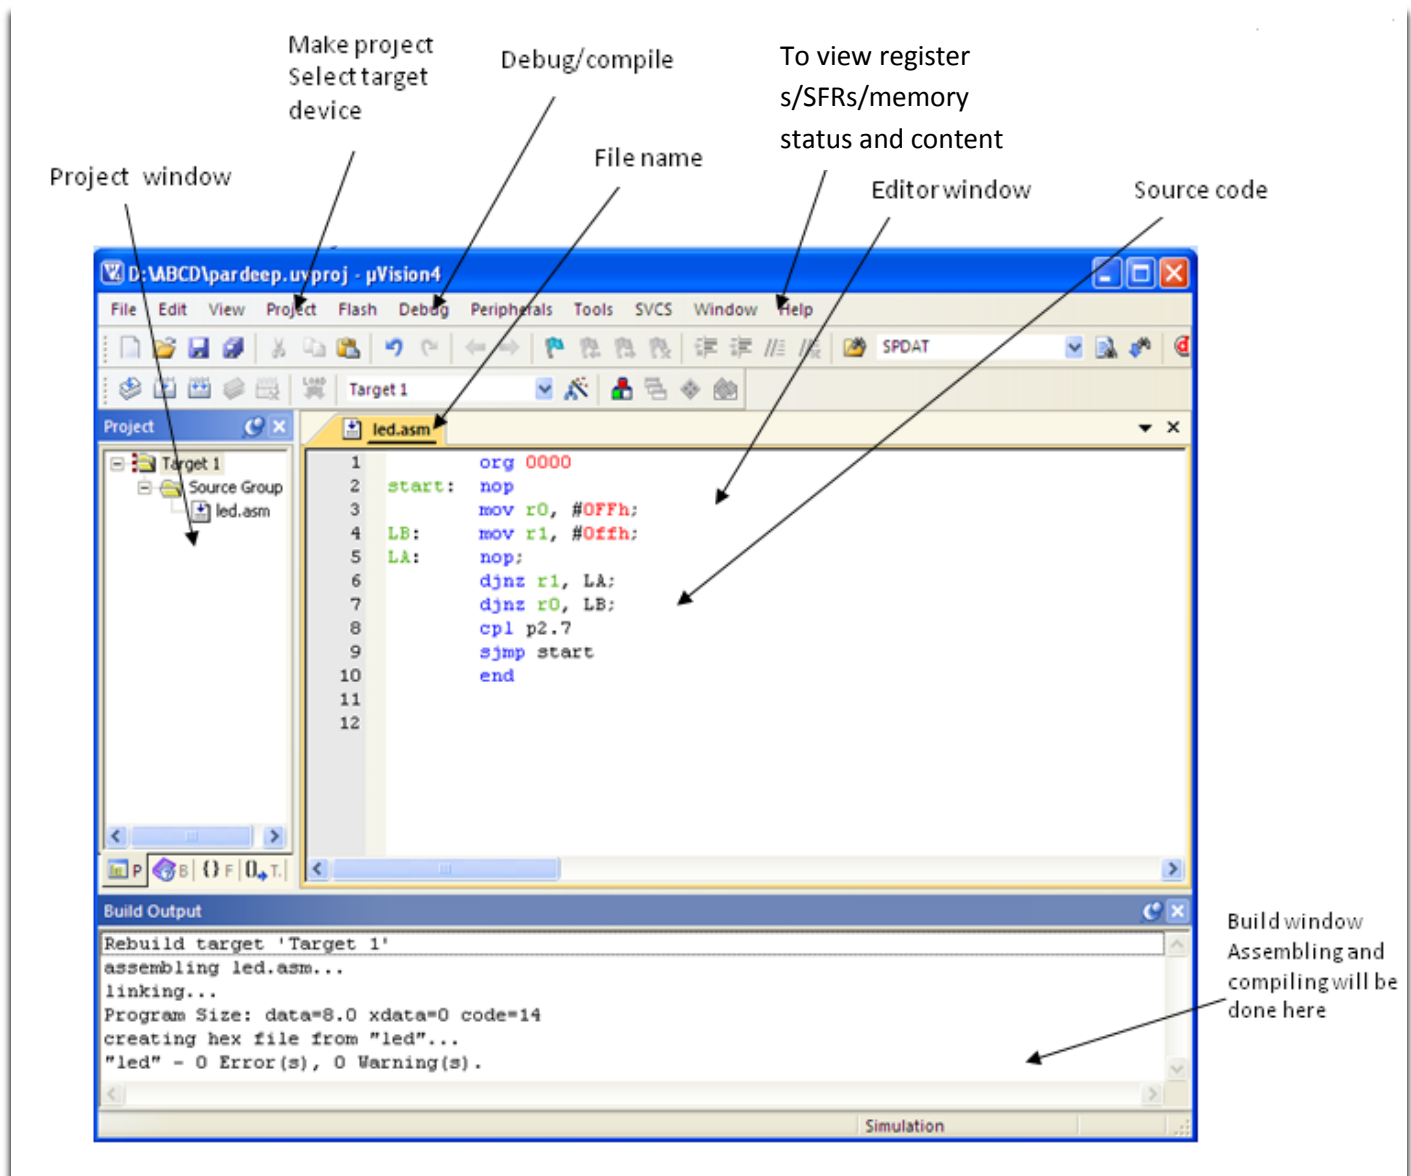 Make project
Select target
device
Debug/compile
To view register
s/SFRs/memory
status and content
File name
Project window
Editor window
Source code
D:\ABCD\pardeep.uvproj - µVision4
File Edit View Project Flash Debug Peripherals Tools SVCS Window Help
SPDAT
LOAD
Target 1
Project
led.asm
Target 1
Source Group
led.asm
1 org 0000
2 start: nop
3 mov r0, #0FFh;
4 LB: mov r1, #0ffh;
5 LA: nop;
6 djnz r1, LA;
7 djnz r0, LB;
8 cpl p2.7
9 sjmp start
10 end
11
12
P B {} F 0 T.
Build Output
Rebuild target 'Target 1'
assembling led.asm...
linking...
Program Size: data=8.0 xdata=0 code=14
creating hex file from "led"...
"led" - 0 Error(s), 0 Warning(s).
Build window
Assembling and
compiling will be
done here
Simulation